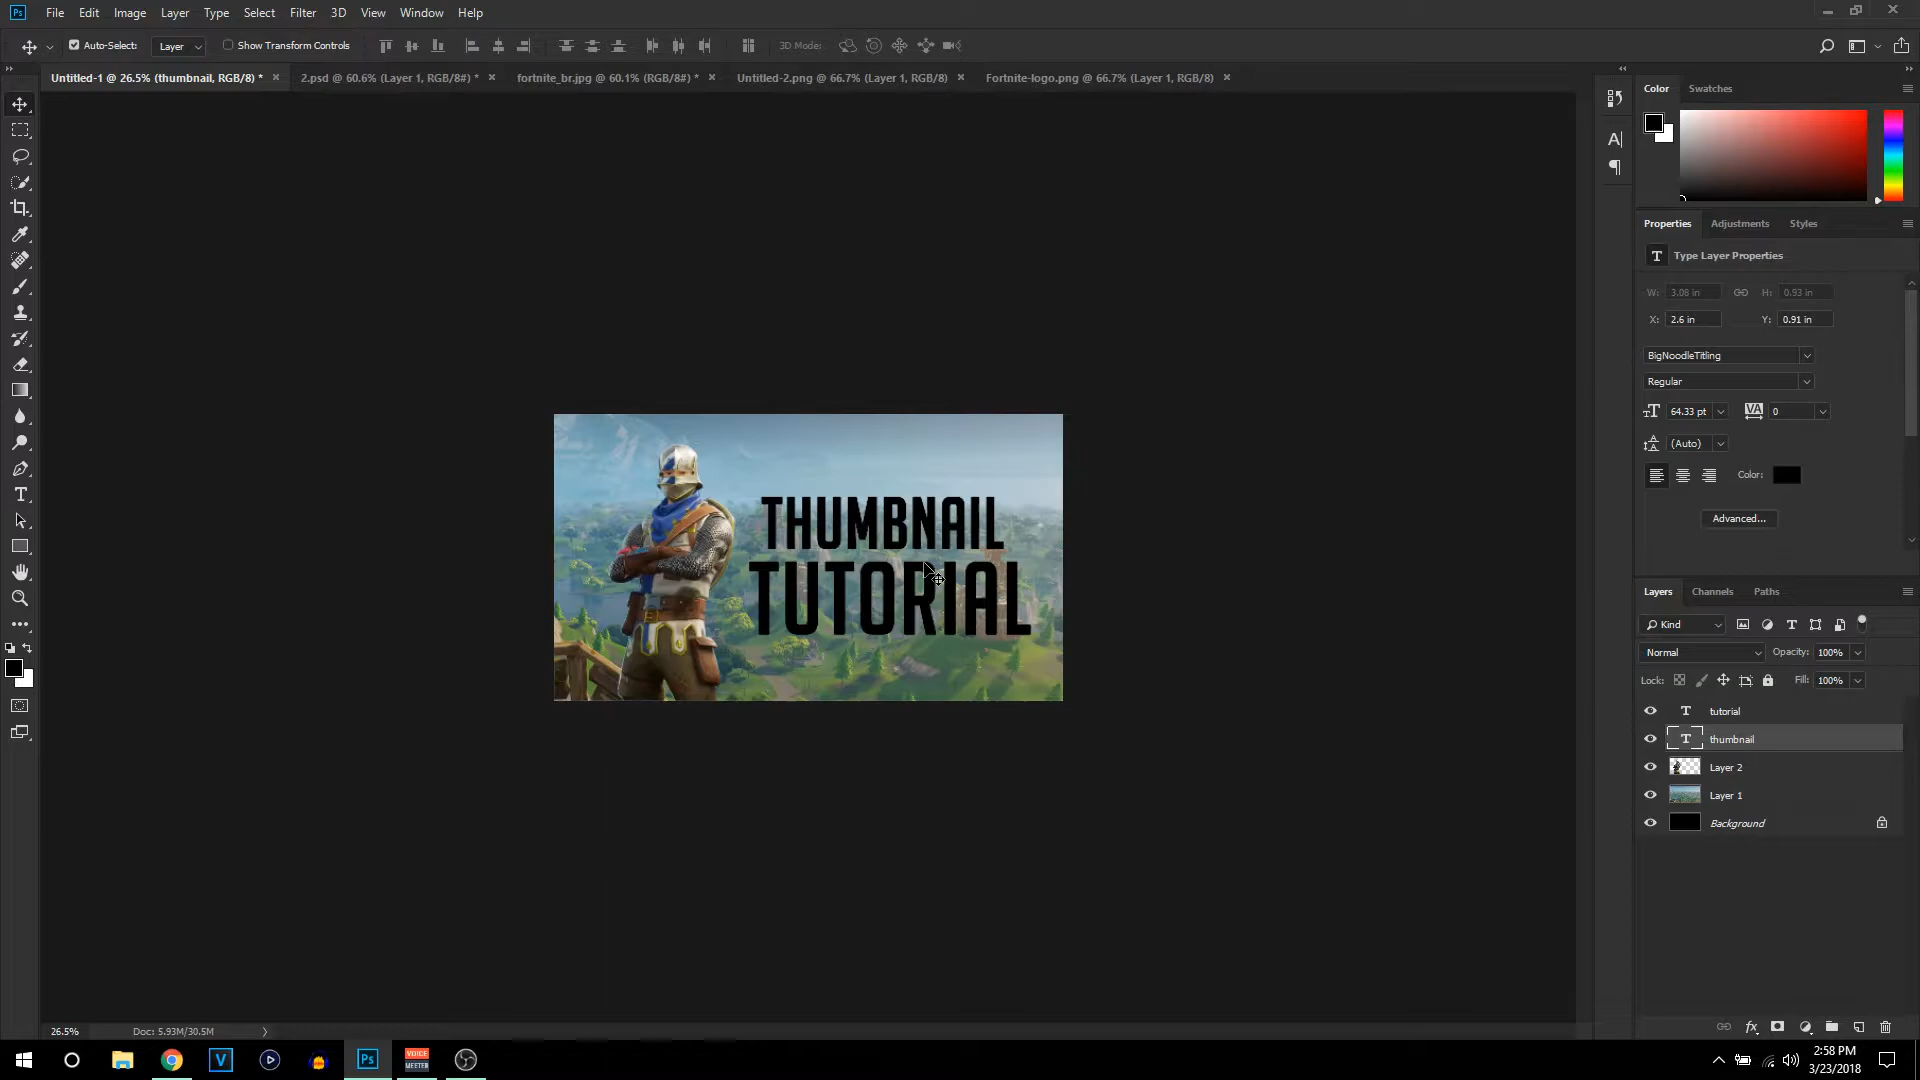 Ps File Edit Image Layer Type Select Filter 3D View Window Help
Auto-Select: Layer Show Transform Controls 3D Mode:
Untitled-1 @ 26.5% (thumbnail, RGB/8) * × 2.psd @ 60.6% (Layer 1, RGB/8#) * × fortnite_br.jpg @ 60.1% (RGB/8#) * × Untitled-2.png @ 66.7% (Layer 1, RGB/8) × Fortnite-logo.png @ 66.7% (Layer 1, RGB/8) ×
Color Swatches
Properties Adjustments Styles
T Type Layer Properties
W: 3.08 in H: 0.93 in
X: 2.6 in Y: 0.91 in
BigNoodleTitling
Regular
64.33 pt VA 0
(Auto)
Color:
Advanced...
THUMBNAIL
TUTORIAL
Layers Channels Paths
Kind
Normal Opacity: 100%
Lock: Fill: 100%
T tutorial
T thumbnail
Layer 2
Layer 1
Background
26.5% Doc: 5.93M/30.5M
V Ps VOICE MEETER
2:58 PM
3/23/2018